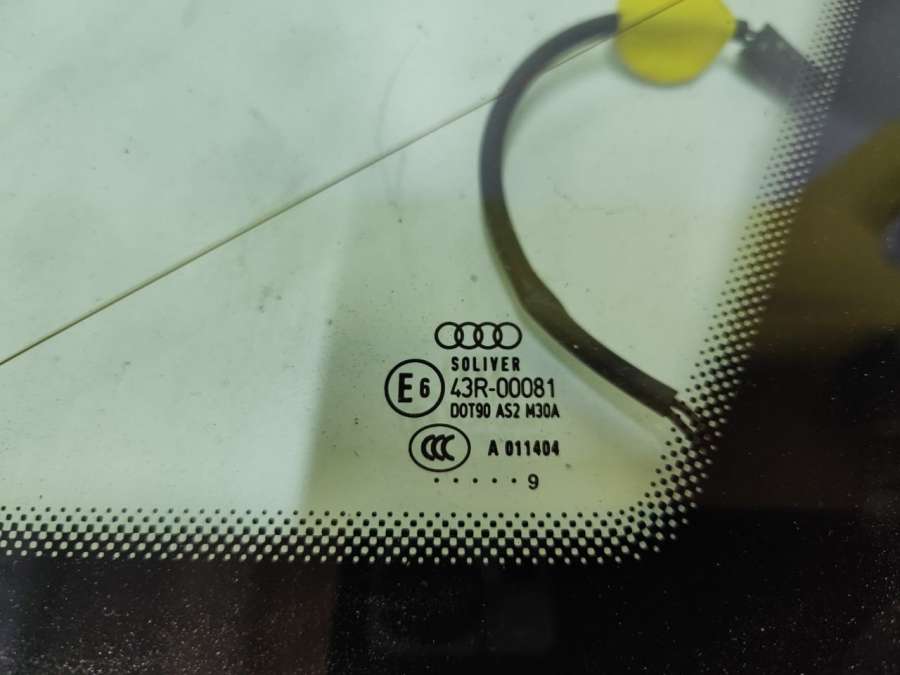 SOLIVER
E6 43R-00081
DOT90 AS2 M30A
CCC A 011404
. . . . . 9